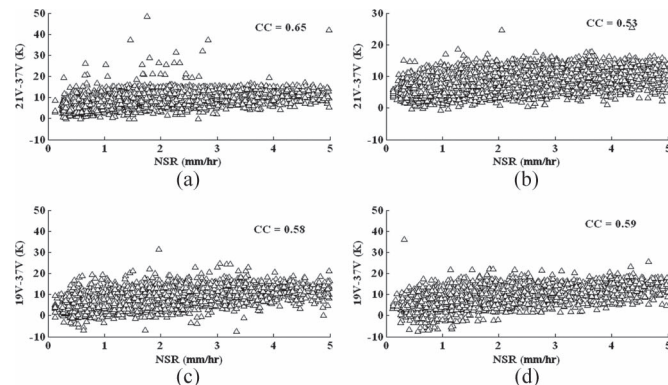 50
40
30
20
10
0
-10
21V-37V (K)
CC = 0.65
0 1 2 3 4 5
NSR (mm/hr)
(a)
30
20
10
0
-10
21V-37V (K)
CC = 0.53
0 1 2 3 4 5
NSR (mm/hr)
(b)
50
40
30
20
10
0
-10
19V-37V (K)
CC = 0.58
0 1 2 3 4 5
NSR (mm/hr)
(c)
50
40
30
20
10
0
-10
19V-37V (K)
CC = 0.59
0 1 2 3 4 5
NSR (mm/hr)
(d)